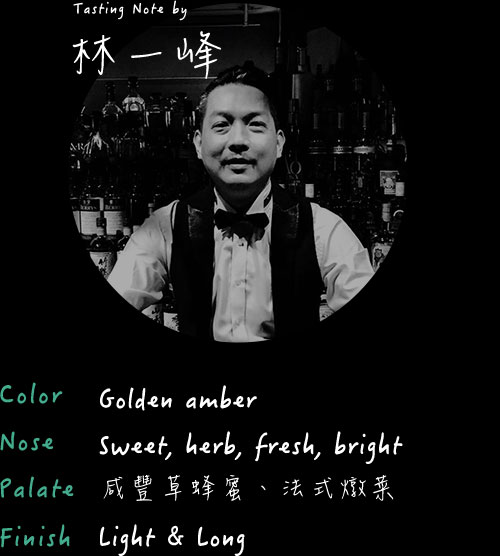 Tasting Note by
林一峰
Color Golden amber
Nose Sweet, herb, fresh, bright
Palate 咸豐草蜂蜜、法式燉菜
Finish Light & Long